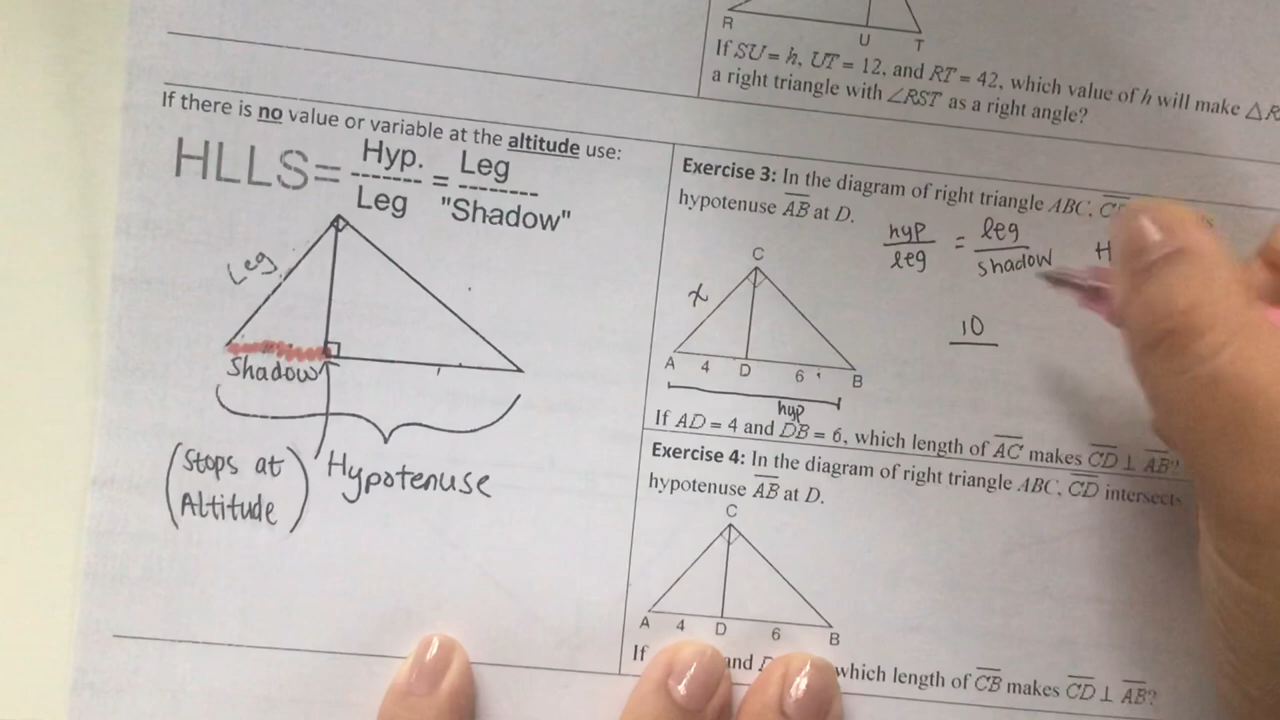 R U T
If SU = h, UT = 12, and RT = 42, which value of h will make △R
a right triangle with ∠RST as a right angle?
If there is no value or variable at the altitude use:
HLLS= Hyp. = Leg
Leg "Shadow"
Leg
Shadow
(Stops at Altitude)
Hypotenuse
Exercise 3: In the diagram of right triangle ABC,
hypotenuse AB at D.
hyp = leg
leg shadow
H
10
C
x
A 4 D 6 B
hyp
If AD = 4 and DB = 6, which length of AC makes CD ⊥ AB?
Exercise 4: In the diagram of right triangle ABC, CD intersects
hypotenuse AB at D.
C
A 4 D 6 B
If and which length of CB makes CD ⊥ AB?